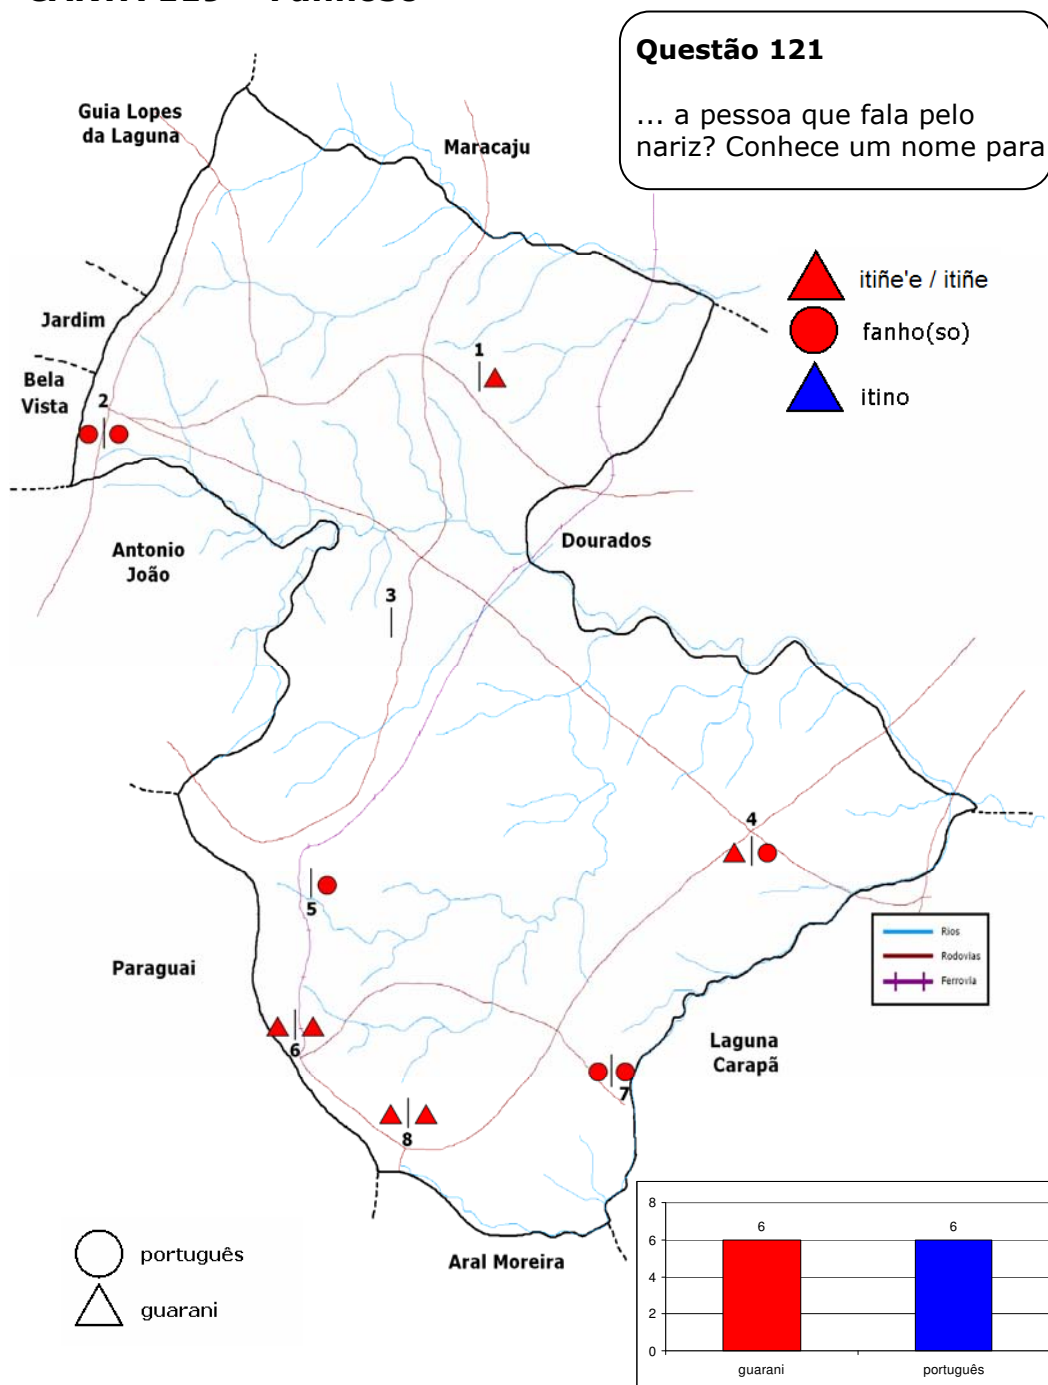 Questão 121
... a pessoa que fala pelo
nariz? Conhece um nome para
Guia Lopes
da Laguna
Maracaju
itiñe'e / itiñe
fanho(so)
itino
Jardim
Bela
Vista
1
2
Antonio
João
Dourados
3
4
5
Rios
Rodovias
Ferrovia
Paraguai
6
Laguna
Carapã
7
8
Aral Moreira
português
guarani
8
6
4
2
0
6
6
guarani
português